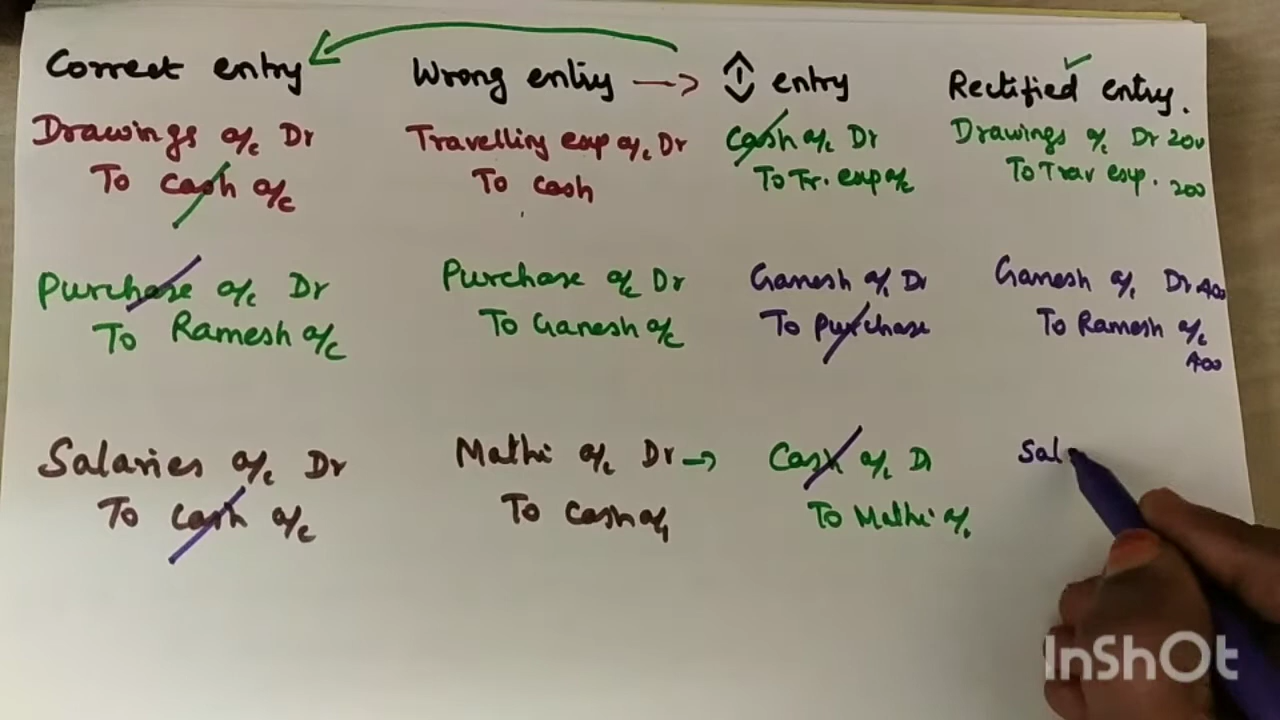 Correct entry Wrong entry → entry Rectified entry.
Drawings a/c Dr Travelling exp a/c Dr Cash a/c Dr Drawings a/c Dr 200
To cash a/c To cash To Tr. exp a/c To Trav exp. 200
Purchase a/c Dr Purchase a/c Dr Ganesh a/c Dr Ganesh a/c Dr 400
To Ramesh a/c To Ganesh a/c To purchase To Ramesh a/c
400
Salaries a/c Dr Mathi a/c Dr → Cash a/c D Sal
To cash a/c To Cash a/c To Mathi a/c
InShOt